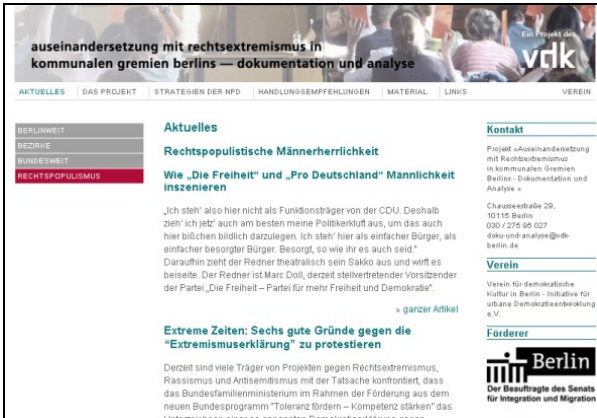 auseinandersetzung mit rechtsextremismus in
kommunalen gremien berlins — dokumentation und analyse
Ein Projekt des
vdk
AKTUELLES
DAS PROJEKT
STRATEGIEN DER NPD
HANDLUNGSEMPFEHLUNGEN
MATERIAL
LINKS
VEREIN
BERLINWEIT
BEZIRKE
BUNDESWEIT
RECHTSPOPULISMUS
Aktuelles
Rechtspopulistische Männerherrlichkeit
Wie „Die Freiheit“ und „Pro Deutschland“ Männlichkeit
inszenieren
„Ich steh' also hier nicht als Funktionsträger von der CDU. Deshalb
zieh' ich jetz' auch am besten meine Politikerkluft aus, um das auch
hier bißchen bildlich darzulegen. Ich steh' hier als einfacher Bürger, als
einfacher besorgter Bürger. Besorgt, so wie ihr es auch seid."
Daraufhin zieht der Redner theatralisch sein Sakko aus und wirft es
beiseite. Der Redner ist Marc Doll, derzeit stellvertretender Vorsitzender
der Partei „Die Freiheit – Partei für mehr Freiheit und Demokratie".
» ganzer Artikel
Extreme Zeiten: Sechs gute Gründe gegen die
"Extremismuserklärung" zu protestieren
Derzeit sind viele Träger von Projekten gegen Rechtsextremismus,
Rassismus und Antisemitismus mit der Tatsache konfrontiert, dass
das Bundesfamilienministerium im Rahmen der Förderung aus dem
neuen Bundesprogramm "Toleranz fördern – Kompetenz stärken" das
Kontakt
Projekt »Auseinandersetzung
mit Rechtsextremismus
in kommunalen Gremien
Berlins - Dokumentation und
Analyse «
Chausseestraße 29,
10115 Berlin
030 / 275 95 027
doku-und-analyse@vdk-
berlin.de
Verein
Verein für demokratische
Kultur in Berlin - Initiative für
urbane Demokratieentwicklung
e.V.
Förderer
Berlin
Der Beauftragte des Senats
für Integration und Migration